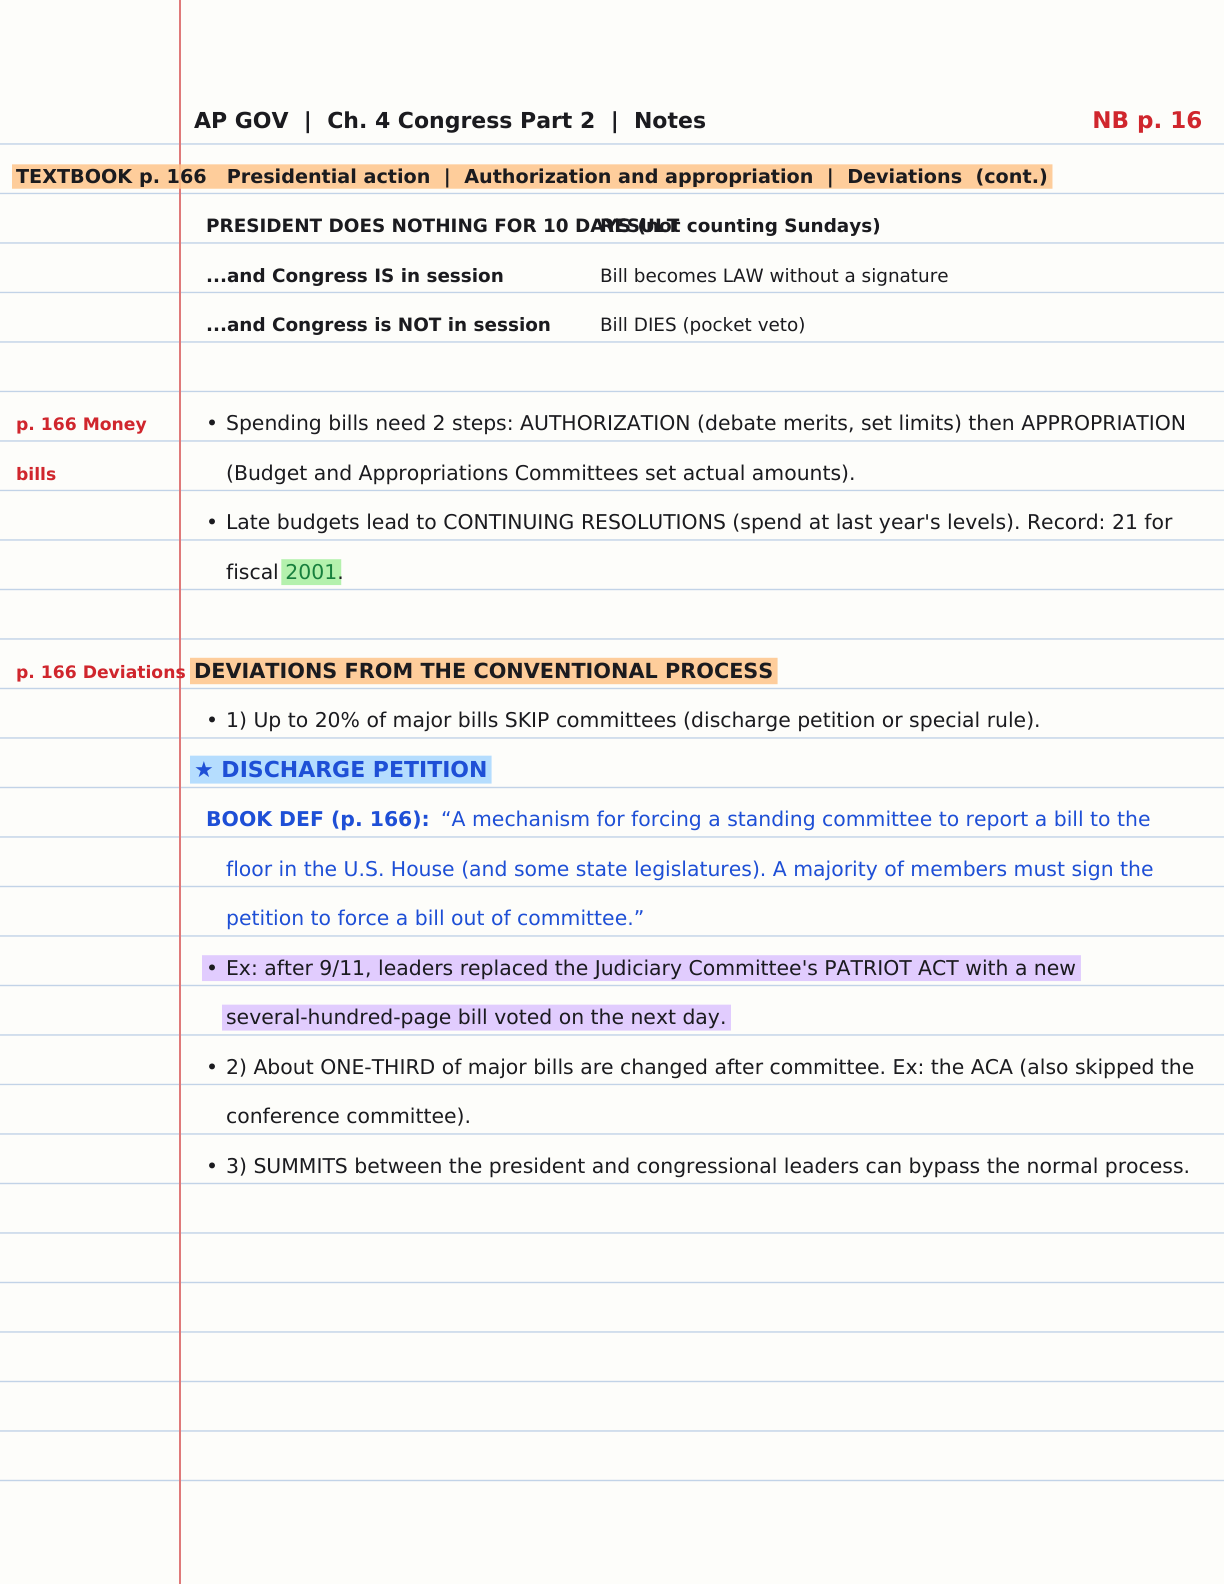 AP GOV | Ch. 4 Congress Part 2 | Notes NB p. 16
TEXTBOOK p. 166 Presidential action | Authorization and appropriation | Deviations (cont.)
PRESIDENT DOES NOTHING FOR 10 DAYS (not counting Sundays) RESULT
...and Congress IS in session Bill becomes LAW without a signature
...and Congress is NOT in session Bill DIES (pocket veto)
p. 166 Money • Spending bills need 2 steps: AUTHORIZATION (debate merits, set limits) then APPROPRIATION
bills (Budget and Appropriations Committees set actual amounts).
• Late budgets lead to CONTINUING RESOLUTIONS (spend at last year's levels). Record: 21 for
fiscal 2001.
p. 166 Deviations DEVIATIONS FROM THE CONVENTIONAL PROCESS
• 1) Up to 20% of major bills SKIP committees (discharge petition or special rule).
★ DISCHARGE PETITION
BOOK DEF (p. 166): “A mechanism for forcing a standing committee to report a bill to the
floor in the U.S. House (and some state legislatures). A majority of members must sign the
petition to force a bill out of committee.”
• Ex: after 9/11, leaders replaced the Judiciary Committee's PATRIOT ACT with a new
several-hundred-page bill voted on the next day.
• 2) About ONE-THIRD of major bills are changed after committee. Ex: the ACA (also skipped the
conference committee).
• 3) SUMMITS between the president and congressional leaders can bypass the normal process.